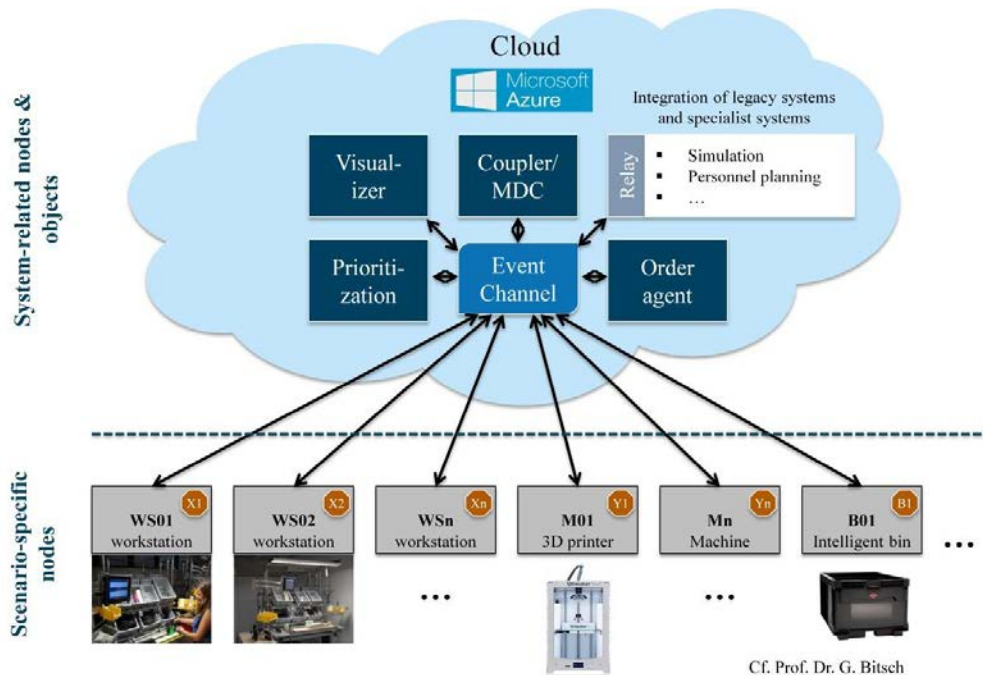 Cloud
Microsoft
Azure
Integration of legacy systems
and specialist systems
Visual-
izer
Coupler/
MDC
Relay
▪ Simulation
▪ Personnel planning
▪ …
Prioriti-
zation
Event
Channel
Order
agent
System-related nodes &
objects
Scenario-specific
nodes
X1
WS01
workstation
X2
WS02
workstation
Xn
WSn
workstation
Y1
M01
3D printer
Yn
Mn
Machine
B1
B01
Intelligent bin
...
...
...
Cf. Prof. Dr. G. Bitsch